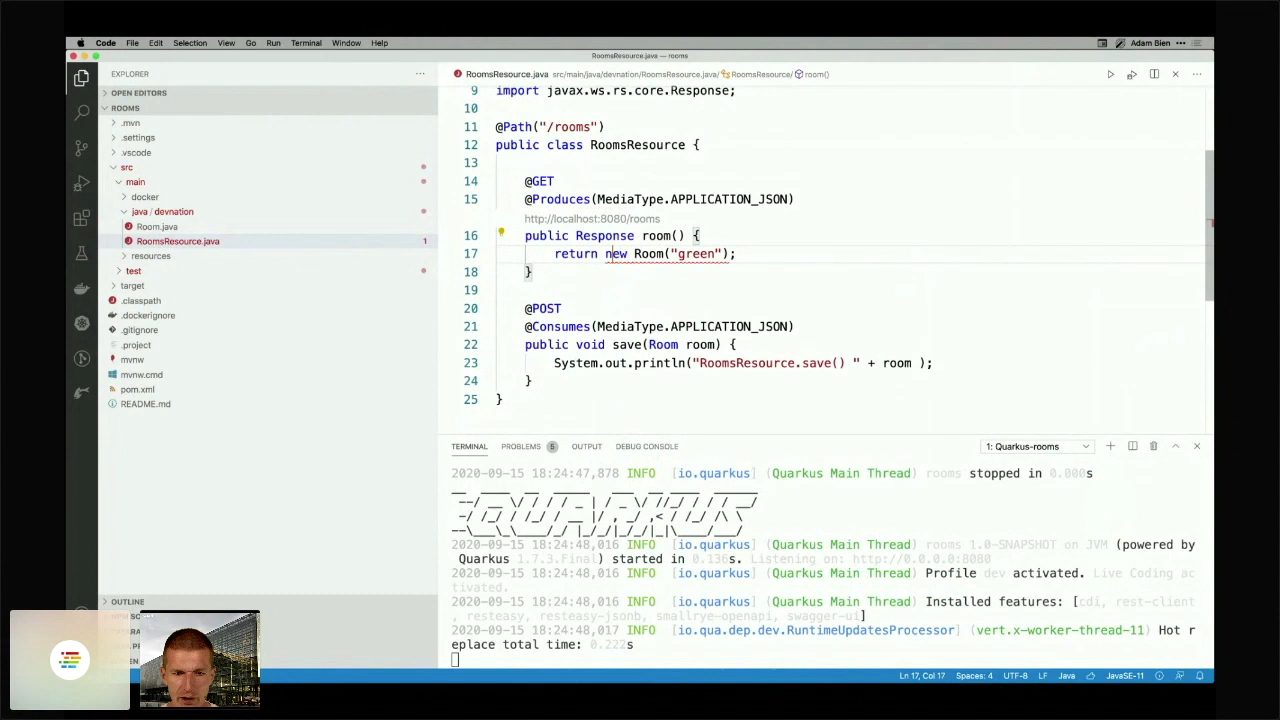 Code File Edit Selection View Go Run Terminal Window Help Adam Bien
RoomsResource.java — rooms
EXPLORER
OPEN EDITORS
ROOMS
.mvn
.settings
.vscode
src
main
docker
java / devnation
Room.java
RoomsResource.java 1
resources
test
target
.classpath
.dockerignore
.gitignore
.project
mvnw
mvnw.cmd
pom.xml
README.md
OUTLINE
RoomsResource.java src/main/java/devnation/RoomsResource.java/ RoomsResource/ room()
9 import javax.ws.rs.core.Response;
10
11 @Path("/rooms")
12 public class RoomsResource {
13
14 @GET
15 @Produces(MediaType.APPLICATION_JSON)
http://localhost:8080/rooms
16 public Response room() {
17 return new Room("green");
18 }
19
20 @POST
21 @Consumes(MediaType.APPLICATION_JSON)
22 public void save(Room room) {
23 System.out.println("RoomsResource.save() " + room );
24 }
25 }
TERMINAL PROBLEMS 5 OUTPUT DEBUG CONSOLE 1: Quarkus-rooms
2020-09-15 18:24:47,878 INFO [io.quarkus] (Quarkus Main Thread) rooms stopped in 0.000s
2020-09-15 18:24:48,016 INFO [io.quarkus] (Quarkus Main Thread) rooms 1.0-SNAPSHOT on JVM (powered by
Quarkus 1.7.3.Final) started in 0.136s. Listening on: http://0.0.0.0:8080
2020-09-15 18:24:48,016 INFO [io.quarkus] (Quarkus Main Thread) Profile dev activated. Live Coding ac
tivated.
2020-09-15 18:24:48,016 INFO [io.quarkus] (Quarkus Main Thread) Installed features: [cdi, rest-client
, resteasy, resteasy-jsonb, smallrye-openapi, swagger-ui]
2020-09-15 18:24:48,017 INFO [io.qua.dep.dev.RuntimeUpdatesProcessor] (vert.x-worker-thread-11) Hot r
eplace total time: 0.222s
Ln 17, Col 17 Spaces: 4 UTF-8 LF Java JavaSE-11